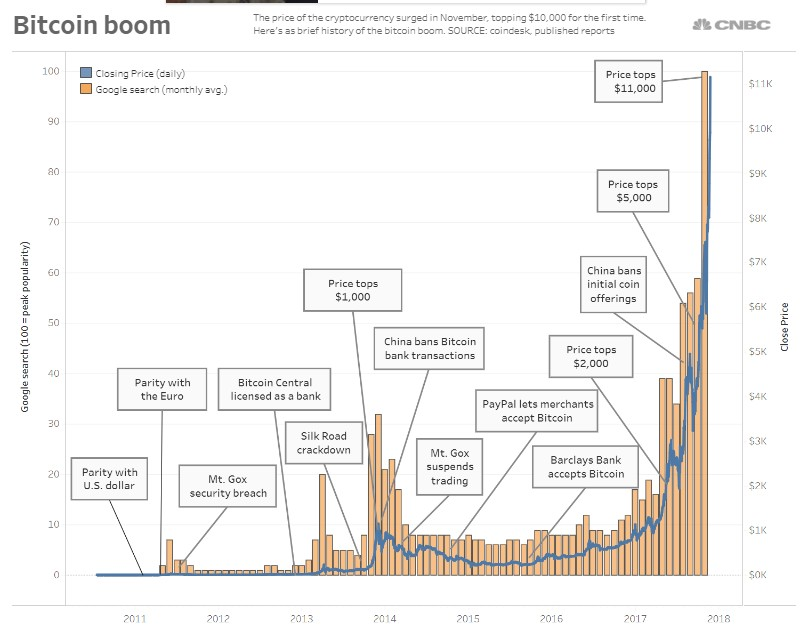 Bitcoin boom
The price of the cryptocurrency surged in November, topping $10,000 for the first time.
Here's as brief history of the bitcoin boom. SOURCE: coindesk, published reports
CNBC
Closing Price (daily)
Google search (monthly avg.)
Google search (100 = peak popularity)
100
90
80
70
60
50
40
30
20
10
0
Parity with
U.S. dollar
Parity with
the Euro
Mt. Gox
security breach
Bitcoin Central
licensed as a bank
Silk Road
crackdown
Price tops
$1,000
China bans Bitcoin
bank transactions
Mt. Gox
suspends
trading
PayPal lets merchants
accept Bitcoin
Barclays Bank
accepts Bitcoin
Price tops
$2,000
China bans
initial coin
offerings
Price tops
$5,000
Price tops
$11,000
$11K
$10K
$9K
$8K
$7K
$6K
$5K
$4K
$3K
$2K
$1K
$0K
Close Price
2011
2012
2013
2014
2015
2016
2017
2018